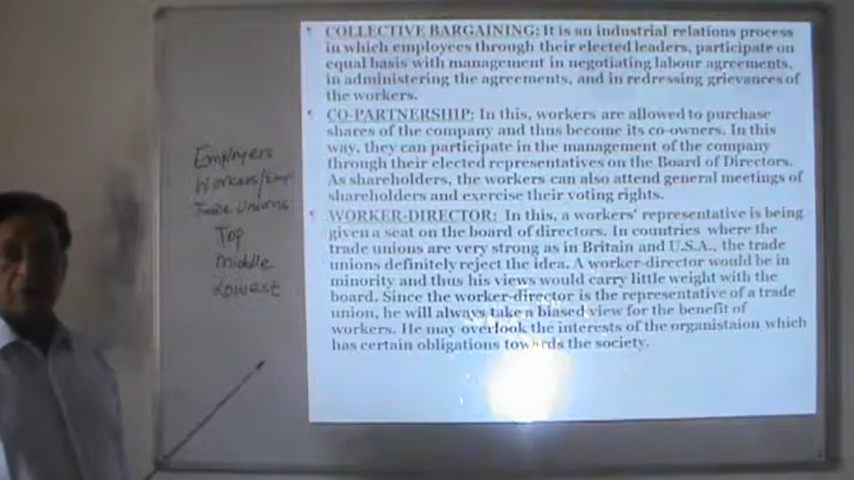 Employers
Workers/Emp
Trade Unions
Top
Middle
Lowest
COLLECTIVE BARGAINING: It is an industrial relations process
in which employees through their elected leaders, participate on
equal basis with management in negotiating labour agreements,
in administering the agreements, and in redressing grievances of
the workers.
CO-PARTNERSHIP: In this, workers are allowed to purchase
shares of the company and thus become its co-owners. In this
way, they can participate in the management of the company
through their elected representatives on the Board of Directors.
As shareholders, the workers can also attend general meetings of
shareholders and exercise their voting rights.
WORKER-DIRECTOR: In this, a workers' representative is being
given a seat on the board of directors. In countries where the
trade unions are very strong as in Britain and U.S.A., the trade
unions definitely reject the idea. A worker-director would be in
minority and thus his views would carry little weight with the
board. Since the worker-director is the representative of a trade
union, he will always take a biased view for the benefit of
workers. He may overlook the interests of the organistaion which
has certain obligations towards the society.